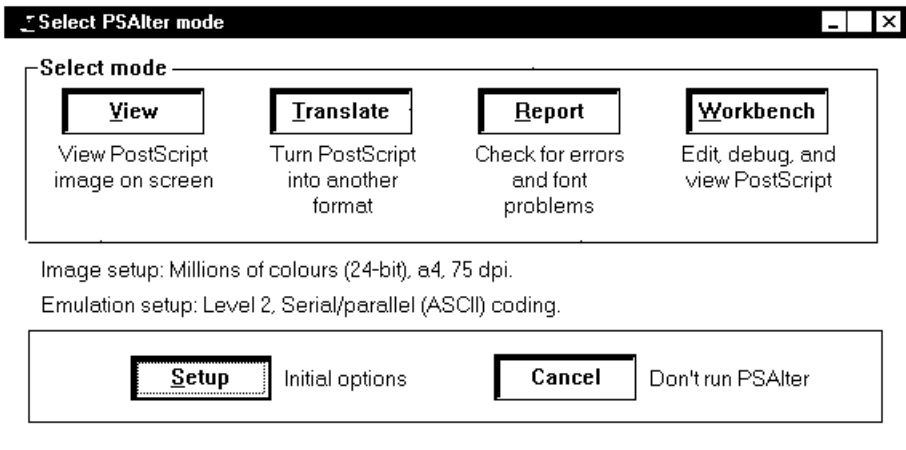 Select PSAlter mode
Select mode
View
Translate
Report
Workbench
View PostScript
image on screen
Turn PostScript
into another
format
Check for errors
and font
problems
Edit, debug, and
view PostScript
Image setup: Millions of colours (24-bit), a4, 75 dpi.
Emulation setup: Level 2, Serial/parallel (ASCII) coding.
Setup
Initial options
Cancel
Don't run PSAlter